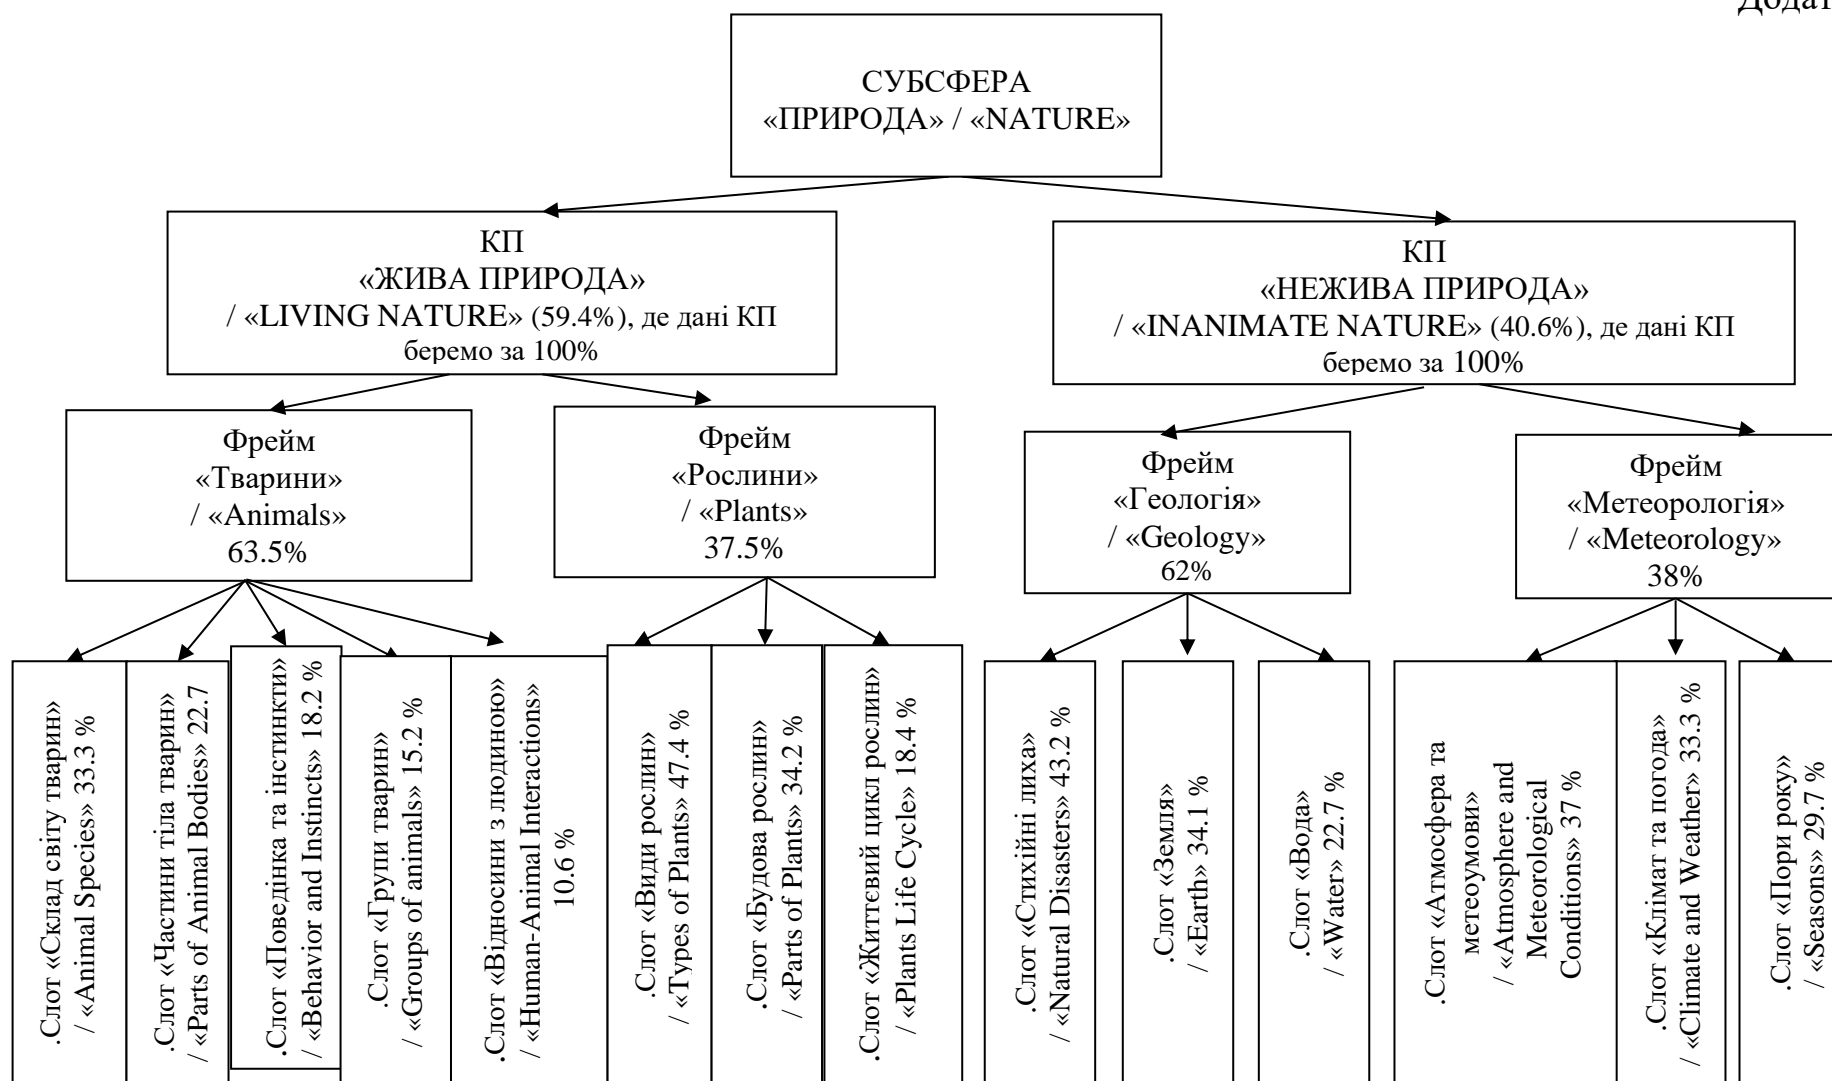 Додат
СУБСФЕРА
«ПРИРОДА» / «NATURE»
КП
«ЖИВА ПРИРОДА»
/ «LIVING NATURE» (59.4%), де дані КП
беремо за 100%
КП
«НЕЖИВА ПРИРОДА»
/ «INANIMATE NATURE» (40.6%), де дані КП
беремо за 100%
Фрейм
«Тварини»
/ «Animals»
63.5%
Фрейм
«Рослини»
/ «Plants»
37.5%
Фрейм
«Геологія»
/ «Geology»
62%
Фрейм
«Метеорологія»
/ «Meteorology»
38%
.Слот «Склад світу тварин»
/ «Animal Species» 33.3 %
.Слот «Частини тіла тварин»
/ «Parts of Animal Bodies» 22.7
.Слот «Поведінка та інстинкти»
/ «Behavior and Instincts» 18.2 %
.Слот «Групи тварин»
/ «Groups of animals» 15.2 %
.Слот «Відносини з людиною»
/ «Human-Animal Interactions»
10.6 %
.Слот «Види рослин»
/ «Types of Plants» 47.4 %
.Слот «Будова рослин»
/ «Parts of Plants» 34.2 %
.Слот «Життєвий цикл рослин»
/ «Plants Life Cycle» 18.4 %
.Слот «Стихійні лиха»
/ «Natural Disasters» 43.2 %
.Слот «Земля»
/ «Earth» 34.1 %
.Слот «Вода»
/ «Water» 22.7 %
.Слот «Атмосфера та
метеоумови»
/ «Atmosphere and
Meteorological
Conditions» 37 %
.Слот «Клімат та погода»
/ «Climate and Weather» 33.3 %
.Слот «Пори року»
/ «Seasons» 29.7 %